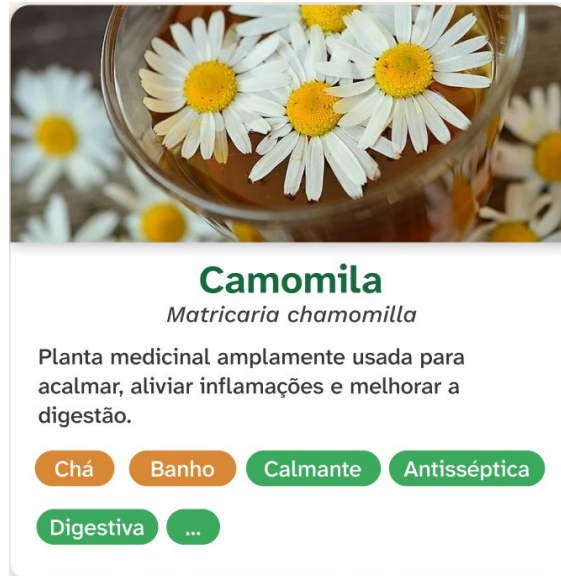 Camomila
Matricaria chamomilla
Planta medicinal amplamente usada para
acalmar, aliviar inflamações e melhorar a
digestão.
Chá Banho Calmante Antisséptica
Digestiva ...